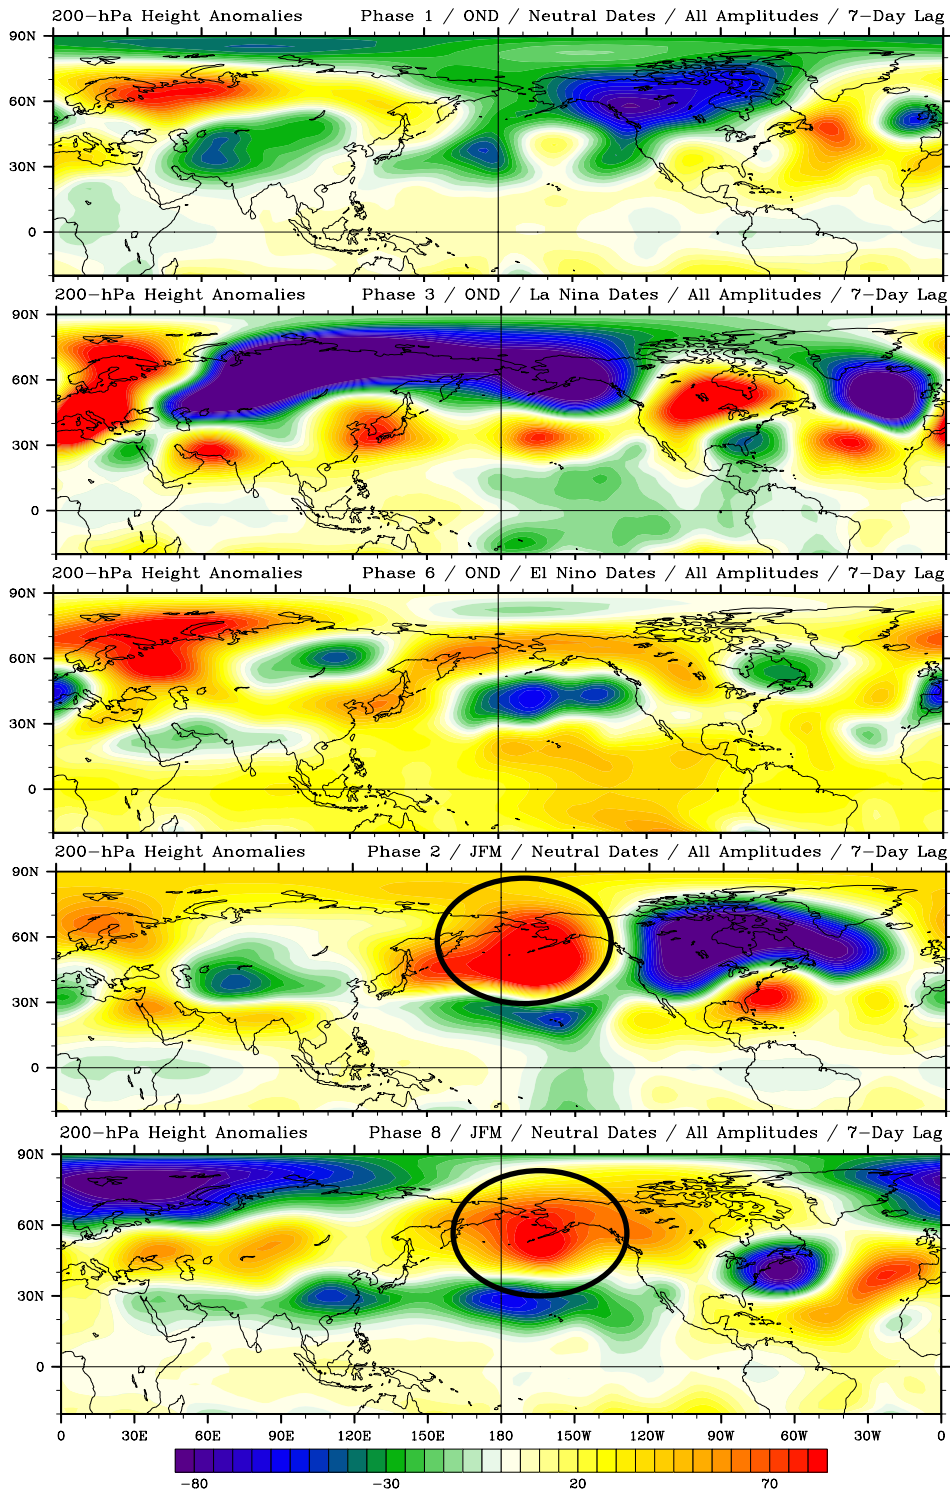 200-hPa Height Anomalies Phase 1 / OND / Neutral Dates / All Amplitudes / 7-Day Lag
90N
60N
30N
0
200-hPa Height Anomalies Phase 3 / OND / La Nina Dates / All Amplitudes / 7-Day Lag
90N
60N
30N
0
200-hPa Height Anomalies Phase 6 / OND / El Nino Dates / All Amplitudes / 7-Day Lag
90N
60N
30N
0
200-hPa Height Anomalies Phase 2 / JFM / Neutral Dates / All Amplitudes / 7-Day Lag
90N
60N
30N
0
200-hPa Height Anomalies Phase 8 / JFM / Neutral Dates / All Amplitudes / 7-Day Lag
90N
60N
30N
0
0 30E 60E 90E 120E 150E 180 150W 120W 90W 60W 30W 0
-80 -30 20 70